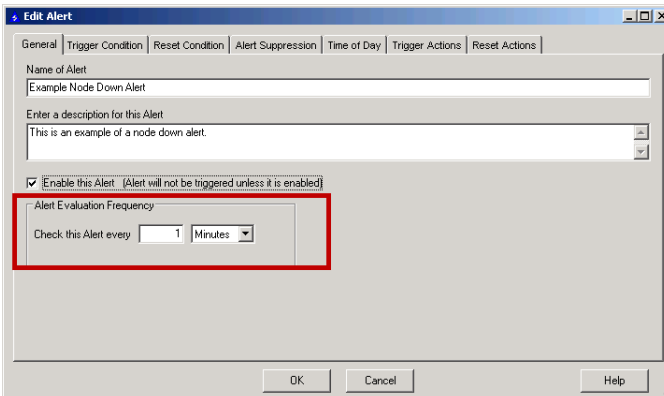 Edit Alert
General Trigger Condition Reset Condition Alert Suppression Time of Day Trigger Actions Reset Actions
Name of Alert
Example Node Down Alert
Enter a description for this Alert
This is an example of a node down alert.
Enable this Alert (Alert will not be triggered unless it is enabled)
Alert Evaluation Frequency
Check this Alert every 1 Minutes
OK Cancel Help